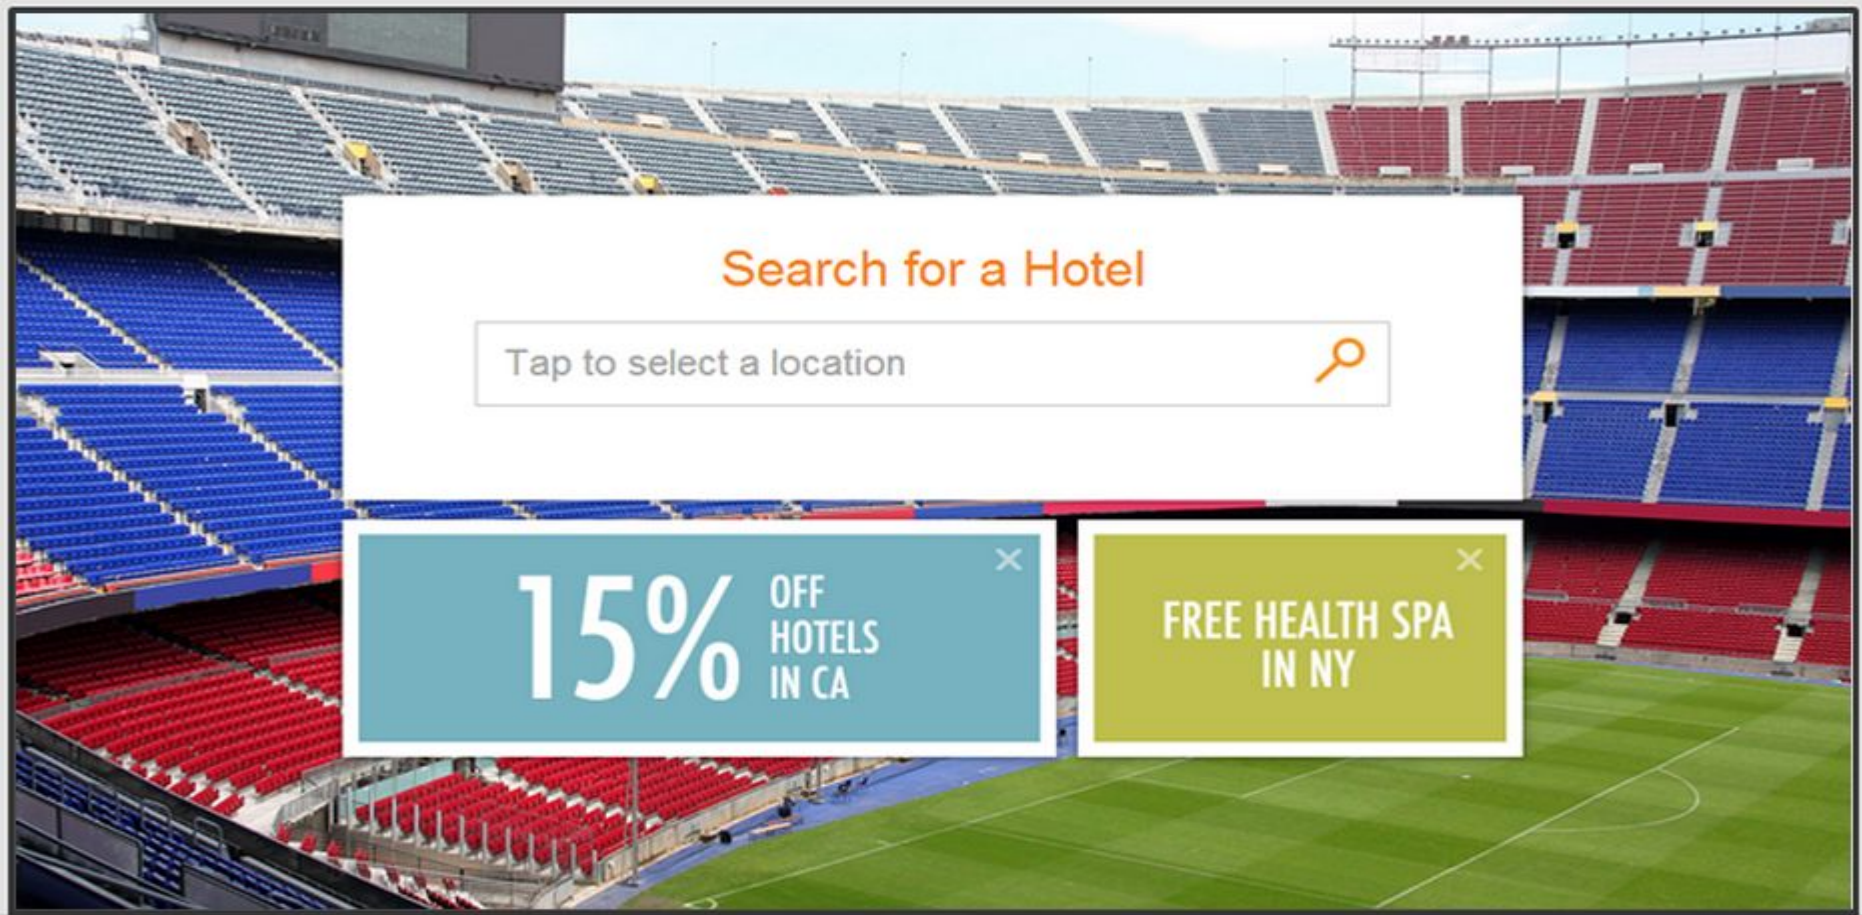 Search for a Hotel
Tap to select a location
15% OFF
HOTELS
IN CA
FREE HEALTH SPA
IN NY